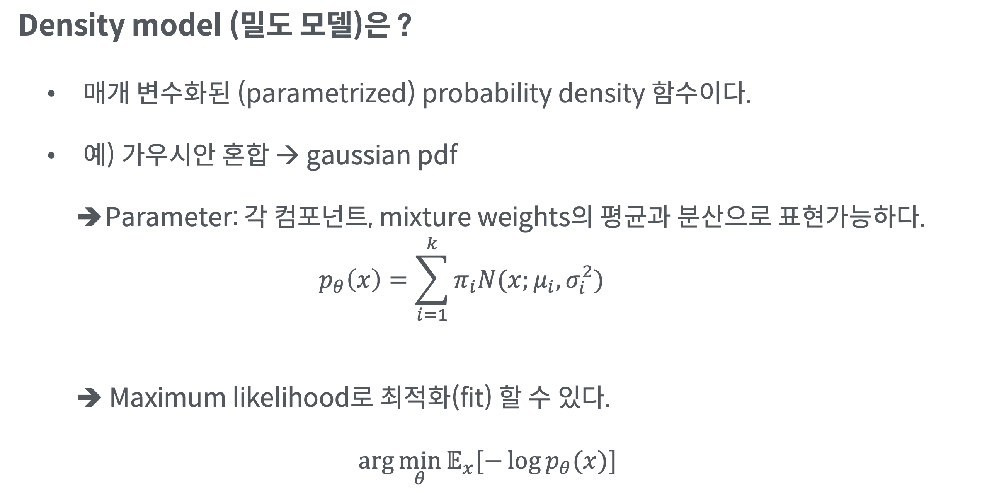 Density model (밀도 모델)은 ?
• 매개 변수화된 (parametrized) probability density 함수이다.
• 예) 가우시안 혼합 → gaussian pdf
➔ Parameter: 각 컴포넌트, mixture weights의 평균과 분산으로 표현가능하다.
$p_\theta(x) = \sum_{i=1}^{k} \pi_i N(x; \mu_i, \sigma_i^2)$
➔ Maximum likelihood로 최적화(fit) 할 수 있다.
$\arg\min_\theta \mathbb{E}_x[-\log p_\theta(x)]$